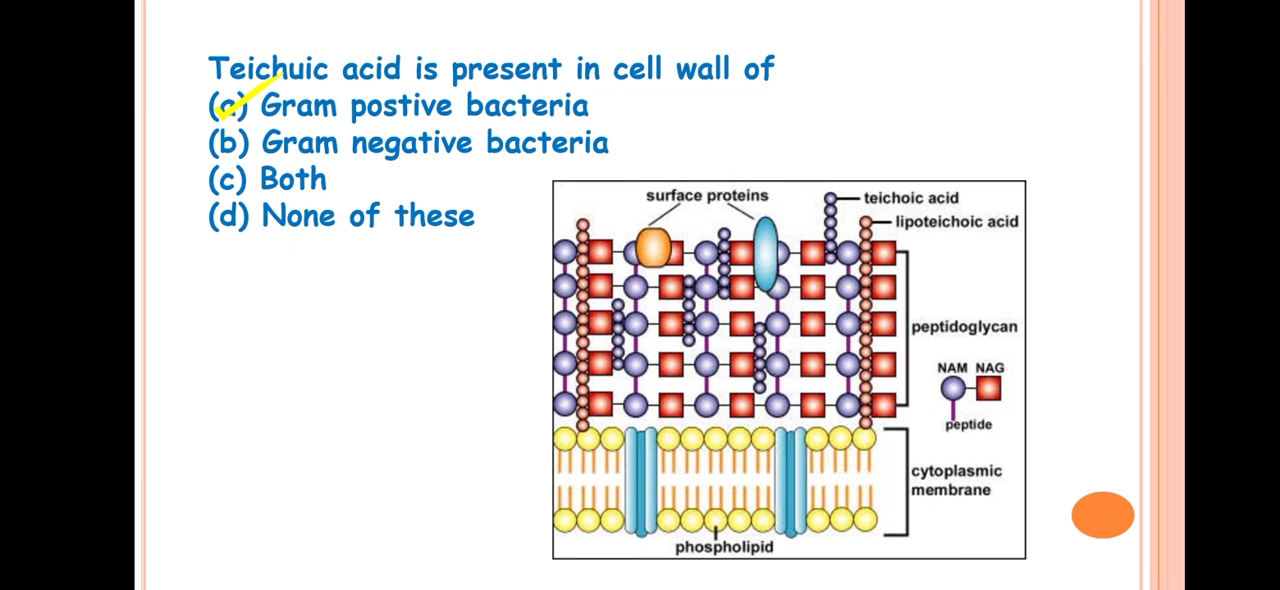 Teichuic acid is present in cell wall of
(a) Gram postive bacteria
(b) Gram negative bacteria
(c) Both
(d) None of these
surface proteins
teichoic acid
lipoteichoic acid
peptidoglycan
NAM NAG
peptide
cytoplasmic
membrane
phospholipid